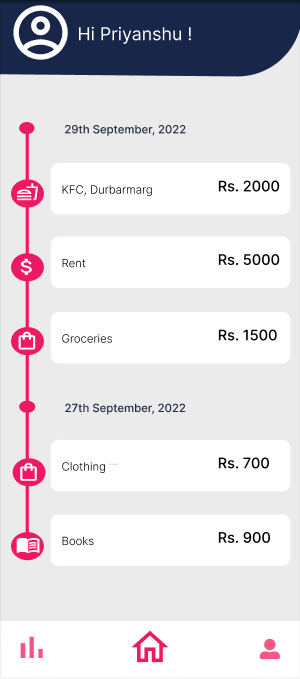 Hi Priyanshu !
29th September, 2022
KFC, Durbarmarg
Rs. 2000
Rent
Rs. 5000
Groceries
Rs. 1500
27th September, 2022
Clothing ...
Rs. 700
Books
Rs. 900